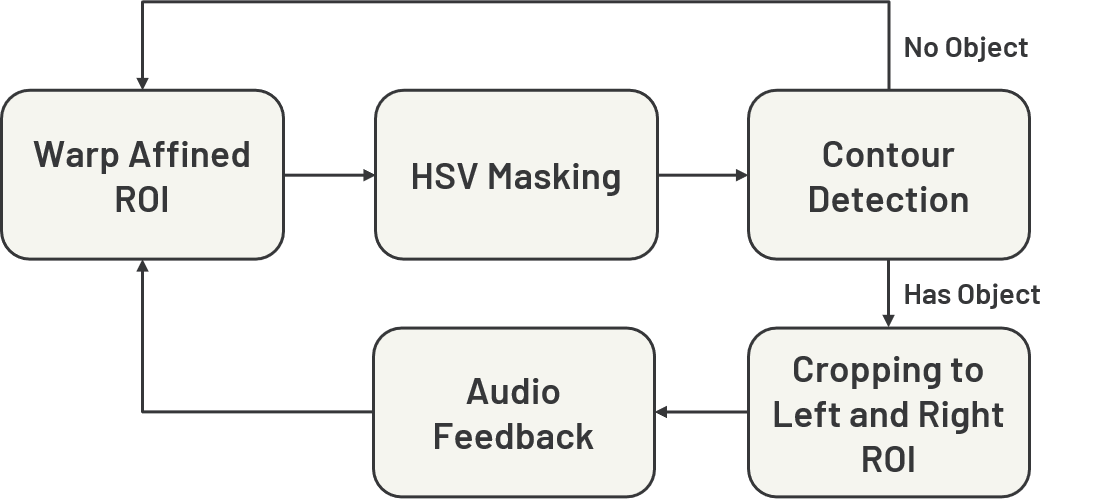 No Object
Warp Affined
ROI
HSV Masking
Contour
Detection
Has Object
Audio
Feedback
Cropping to
Left and Right
ROI